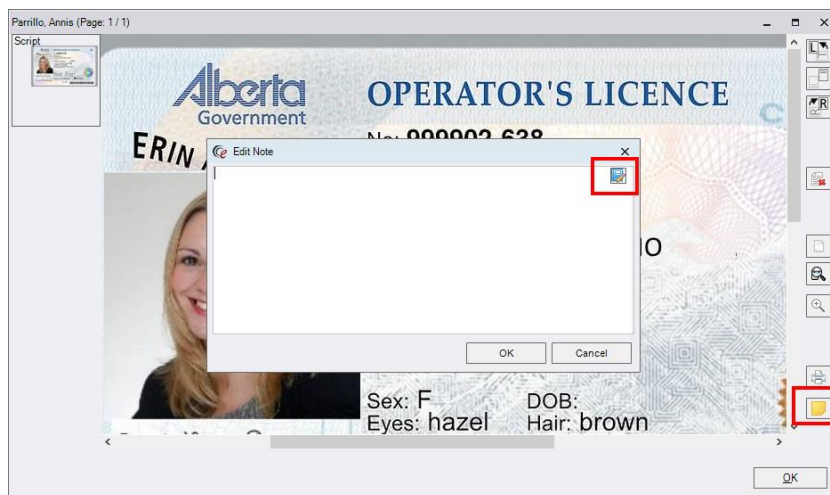 Parrillo, Annis (Page: 1 / 1)
Script
Alberta
Government
OPERATOR'S LICENCE
No: 999902-638
ERIN
Edit Note
OK
Cancel
Sex: F
DOB:
Eyes: hazel
Hair: brown
OK